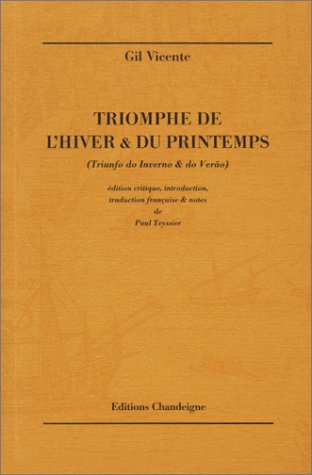 Gil Vicente
TRIOMPHE DE
L'HIVER & DU PRINTEMPS
(Triunfo do Inverno & do Verão)
édition critique, introduction,
traduction française & notes
de
Paul Teyssier
Editions Chandeigne